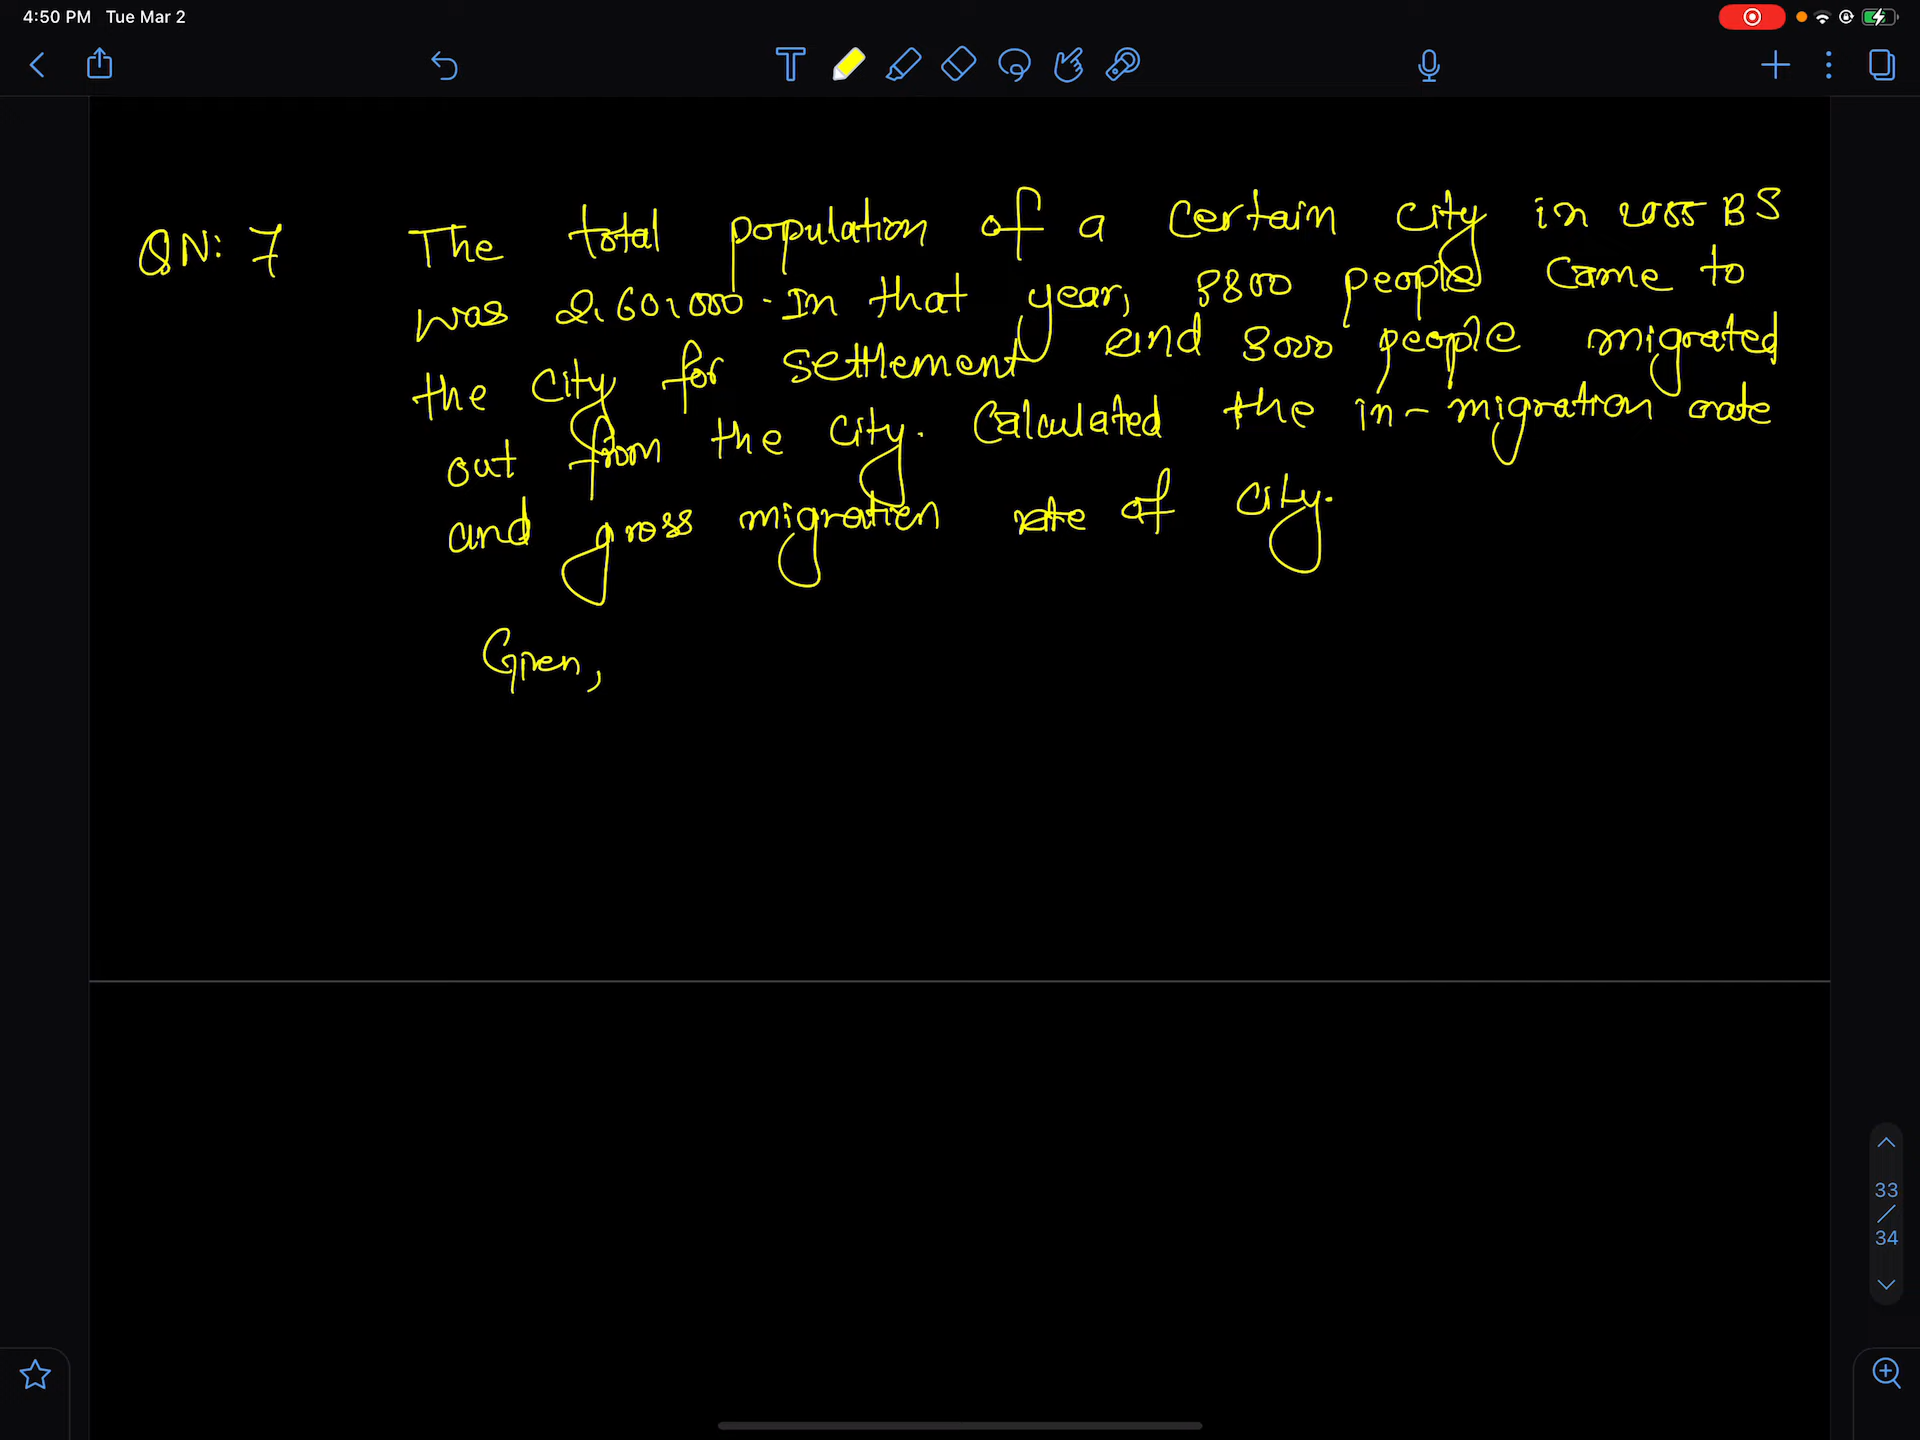 4:50 PM Tue Mar 2
QN: 7 The total population of a certain city in 2055 BS
was 2,60,000. In that year, 8800 people came to
the city for settlement and 8000 people migrated
out from the city. Calculated the in-migration rate
and gross migration rate of city.
Given,
33
/
34